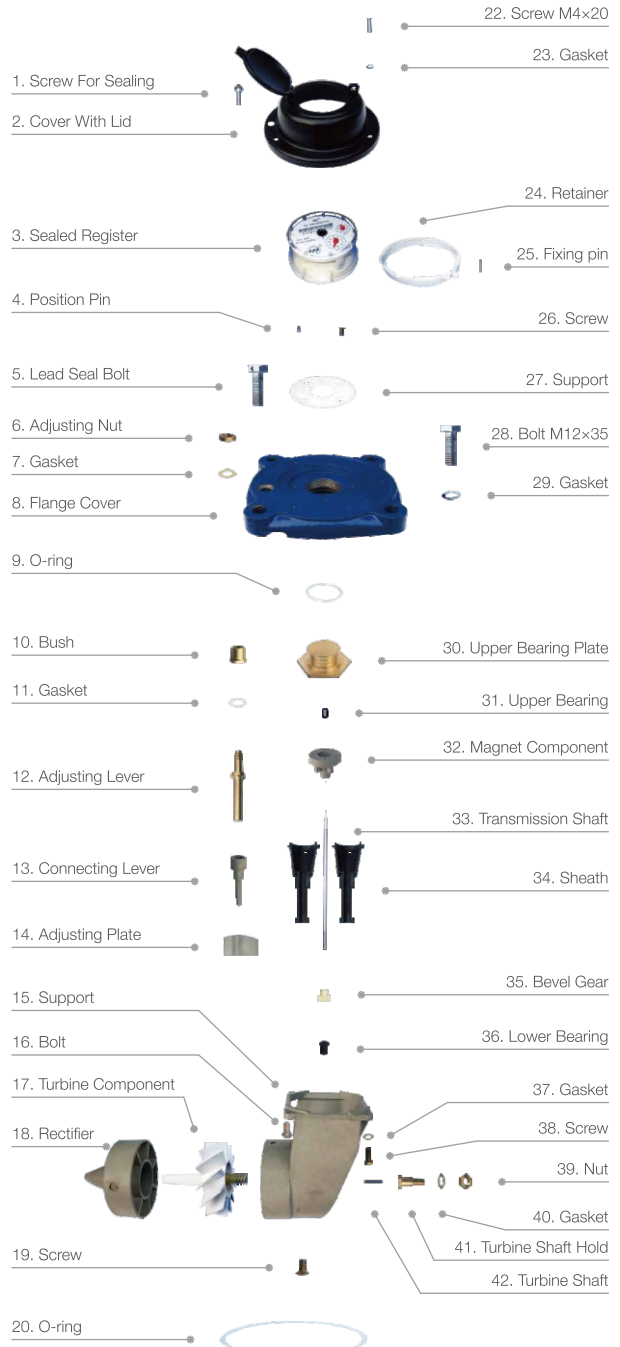 22. Screw M4×20
23. Gasket
1. Screw For Sealing
2. Cover With Lid
24. Retainer
3. Sealed Register
25. Fixing pin
4. Position Pin
26. Screw
5. Lead Seal Bolt
27. Support
6. Adjusting Nut
28. Bolt M12×35
7. Gasket
29. Gasket
8. Flange Cover
9. O-ring
10. Bush
30. Upper Bearing Plate
11. Gasket
31. Upper Bearing
32. Magnet Component
12. Adjusting Lever
33. Transmission Shaft
13. Connecting Lever
34. Sheath
14. Adjusting Plate
35. Bevel Gear
15. Support
36. Lower Bearing
16. Bolt
17. Turbine Component
37. Gasket
38. Screw
18. Rectifier
39. Nut
40. Gasket
41. Turbine Shaft Hold
19. Screw
42. Turbine Shaft
20. O-ring